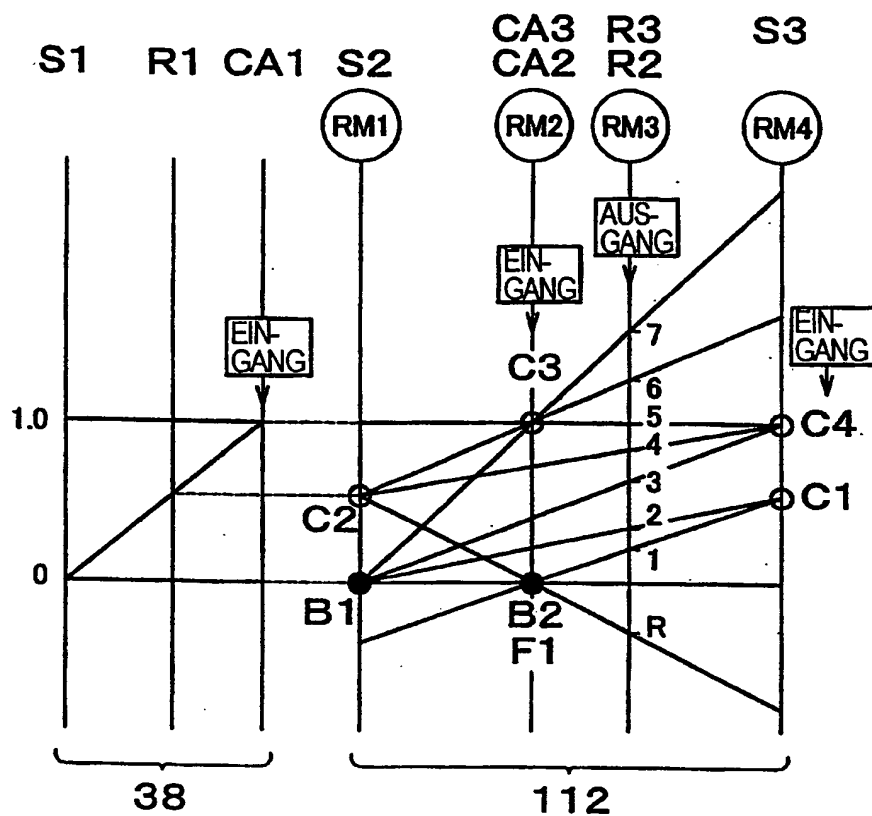 CA3 R3 S3
S1 R1 CA1 S2 CA2 R2
RM1 RM2 RM3 RM4
AUS-
GANG
EIN-
GANG
EIN-
GANG
EIN-
GANG
7
C3
6
1.0
5
C4
4
3
C2
C1
2
1
0
B1
B2
R
F1
38
112